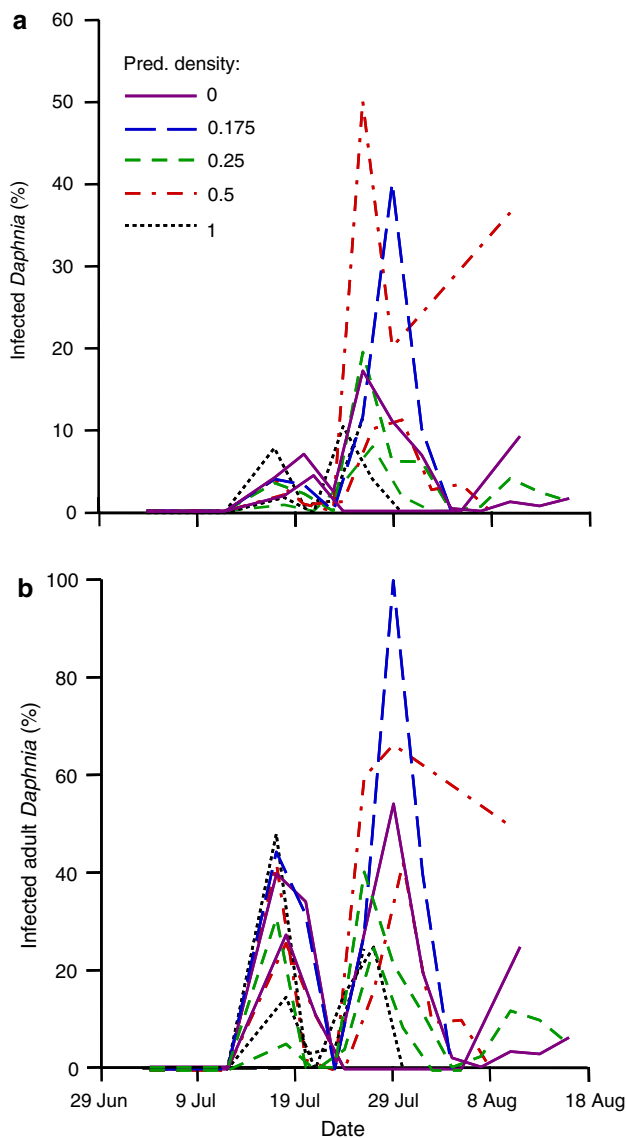 a
60
50
40
30
20
10
0
Infected Daphnia (%)
Pred. density:
0
0.175
0.25
0.5
1
b
100
80
60
40
20
0
Infected adult Daphnia (%)
29 Jun 9 Jul 19 Jul 29 Jul 8 Aug 18 Aug
Date